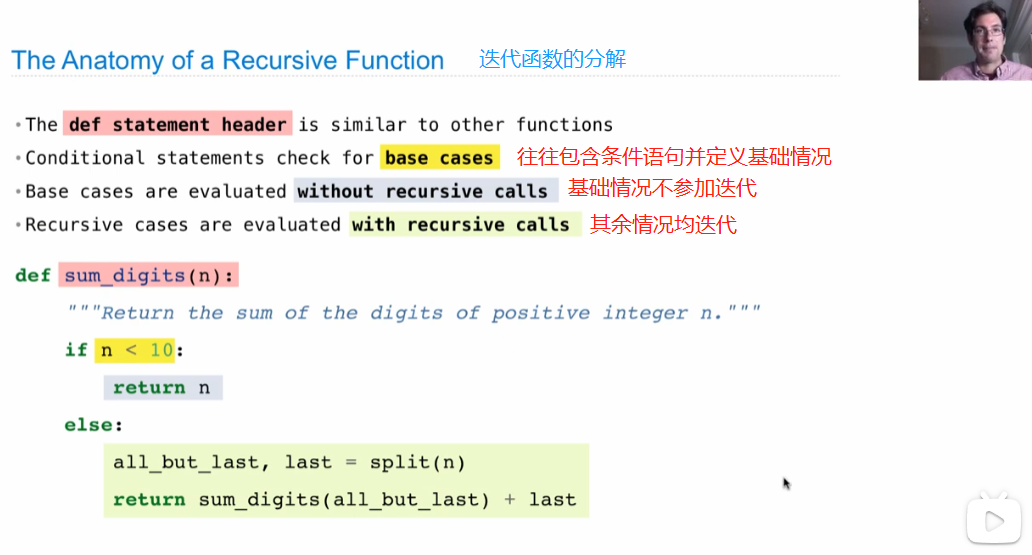 The Anatomy of a Recursive Function 迭代函数的分解
•The def statement header is similar to other functions
•Conditional statements check for base cases 往往包含条件语句并定义基础情况
•Base cases are evaluated without recursive calls 基础情况不参加迭代
•Recursive cases are evaluated with recursive calls 其余情况均迭代
def sum_digits(n):
"""Return the sum of the digits of positive integer n."""
if n < 10:
return n
else:
all_but_last, last = split(n)
return sum_digits(all_but_last) + last